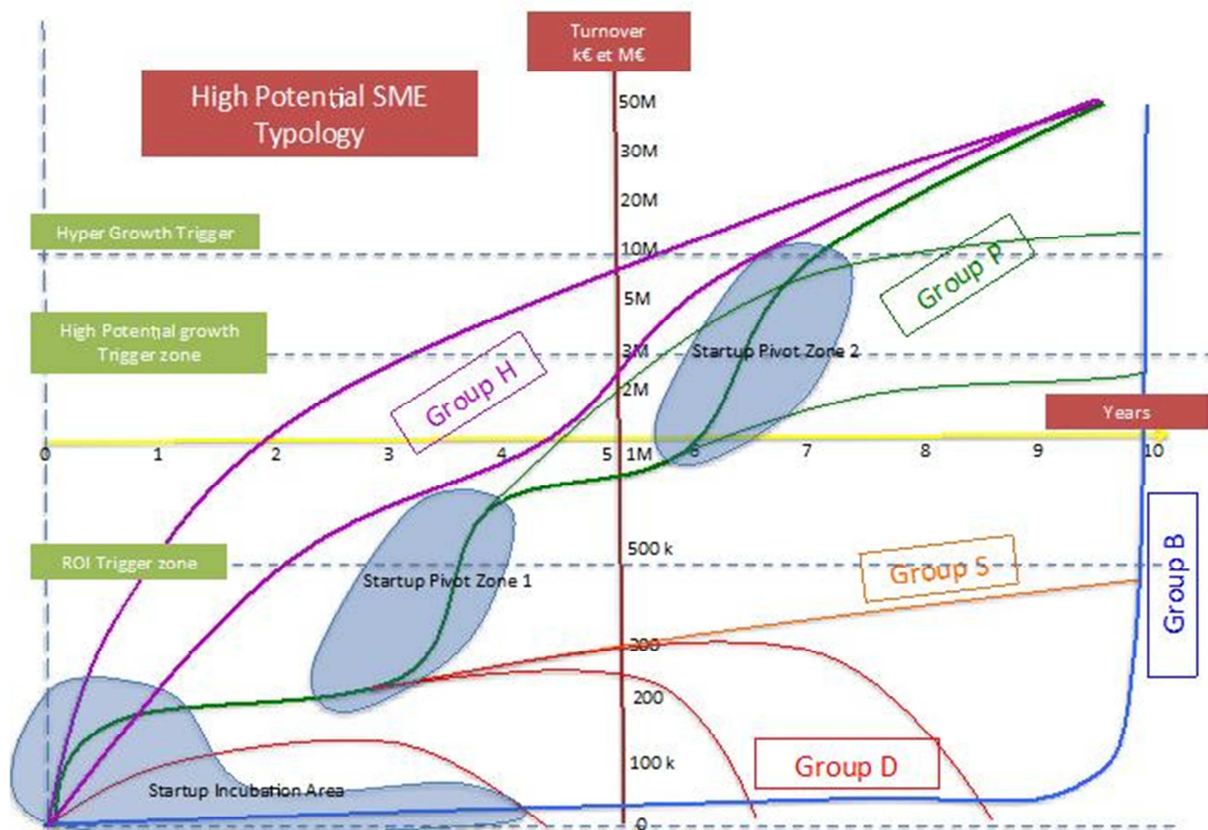 Turnover
k€ et M€
High Potential SME
Typology
50M
30M
20M
Hyper Growth Trigger
10M
Group P
5M
High Potential growth
Trigger zone
3M
Startup Pivot Zone 2
Group H
2M
Years
0 1 2 3 4 5 1M 6 7 8 9 10
500 k
ROI Trigger zone
Startup Pivot Zone 1
Group S
Group B
300
200
100 k
Group D
Startup Incubation Area
0